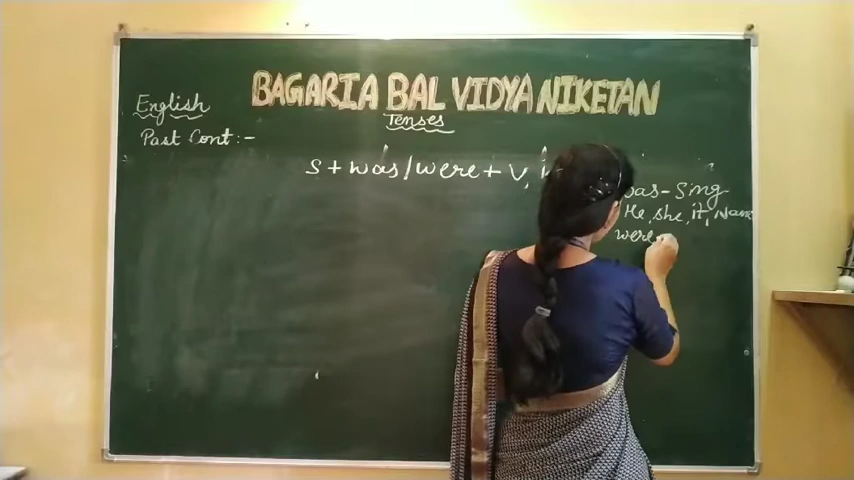 BAGARIA BAL VIDYA NIKETAN
English
Tenses
Past Cont:-
S + was/were + V,
was - Sing
He, she, it, Name
were